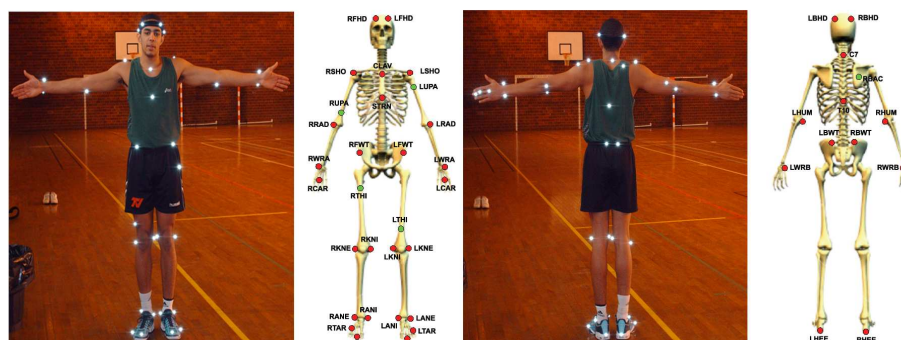 RFHD LFHD
CLAV
RSHO LSHO
LUPA
RUPA STRN
RRAD LRAD
RFWT LFWT
RWRA LWRA
RCAR LCAR
RTHI
LTHI
RKNI
RKNE LKNE
LKNI
RANE RANI LANE
LANI
RTAR LTAR
LBHD RBHD
C7
RBAC
T10
LHUM RHUM
LBWT RBWT
LWRB RWRB
LHEE RHEE